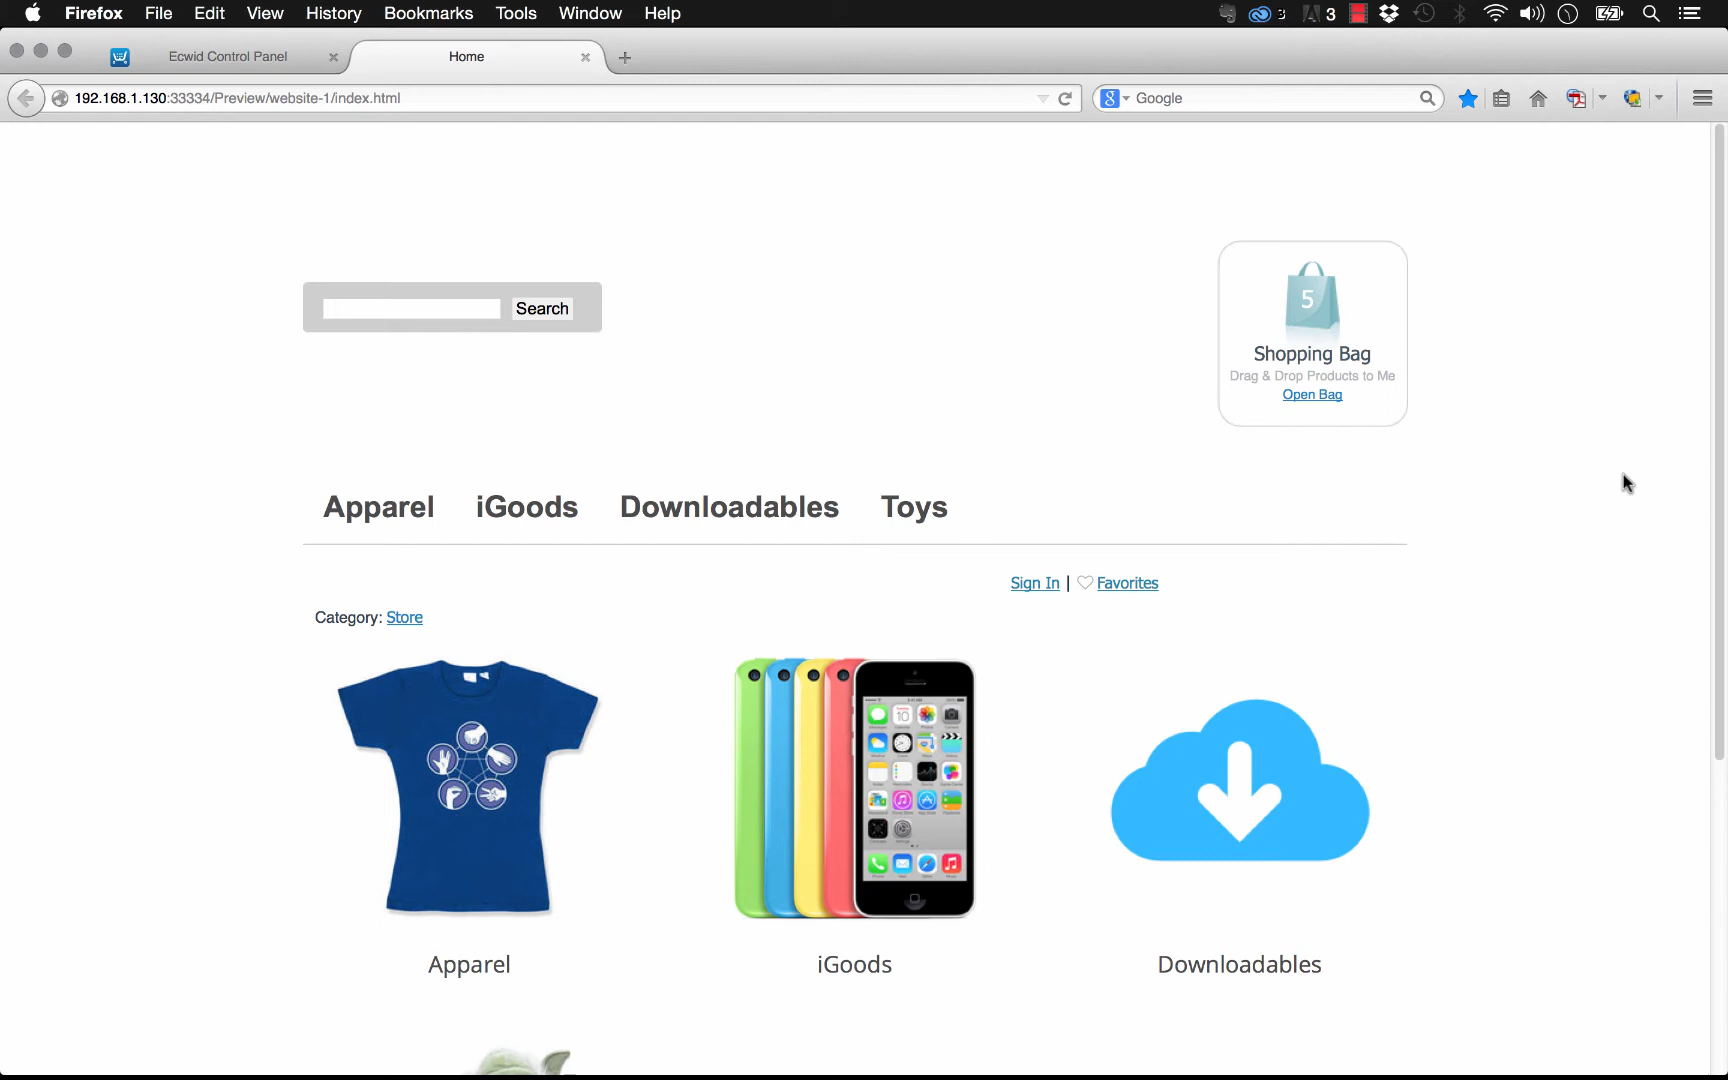 Firefox File Edit View History Bookmarks Tools Window Help 3 3
Ecwid Control Panel Home
192.168.1.130:33334/Preview/website-1/index.html Google
Search
5
Shopping Bag
Drag & Drop Products to Me
Open Bag
Apparel iGoods Downloadables Toys
Sign In | Favorites
Category: Store
Apparel iGoods Downloadables